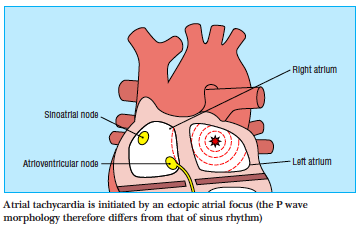 Right atrium
Sinoatrial node
Atrioventricular node
Left atrium
Atrial tachycardia is initiated by an ectopic atrial focus (the P wave
morphology therefore differs from that of sinus rhythm)